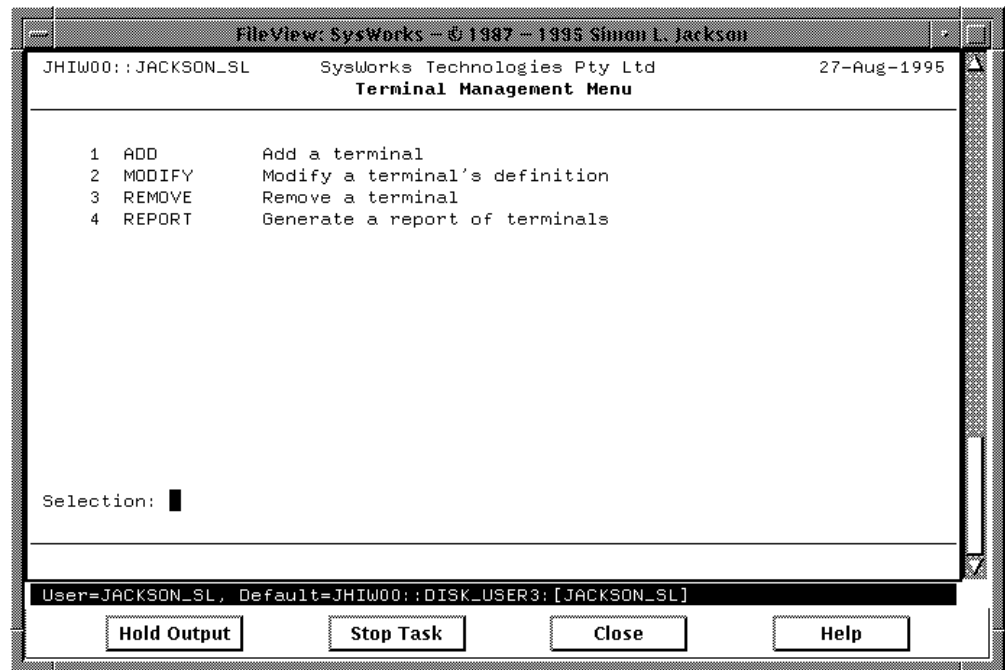 FileView: SysWorks - © 1987 - 1995 Simon L. Jackson
JHIW00::JACKSON_SL SysWorks Technologies Pty Ltd 27-Aug-1995
Terminal Management Menu
1 ADD Add a terminal
2 MODIFY Modify a terminal's definition
3 REMOVE Remove a terminal
4 REPORT Generate a report of terminals
Selection:
User=JACKSON_SL, Default=JHIW00::DISK_USER3:[JACKSON_SL]
Hold Output Stop Task Close Help